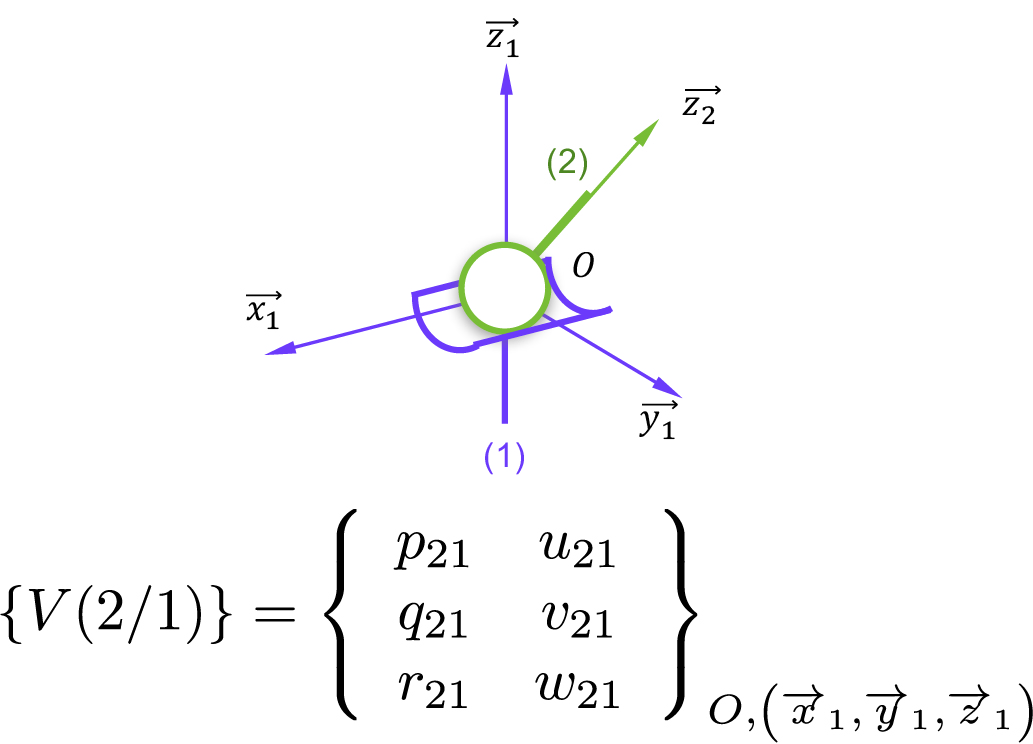 $\overrightarrow{z_1}$
$\overrightarrow{z_2}$
(2)
$O$
$\overrightarrow{x_1}$
$\overrightarrow{y_1}$
(1)
$\{V(2/1)\} = \left\{ \begin{array}{cc} p_{21} & u_{21} \\ q_{21} & v_{21} \\ r_{21} & w_{21} \end{array} \right\}_{O,(\overrightarrow{x}_1,\overrightarrow{y}_1,\overrightarrow{z}_1)}$